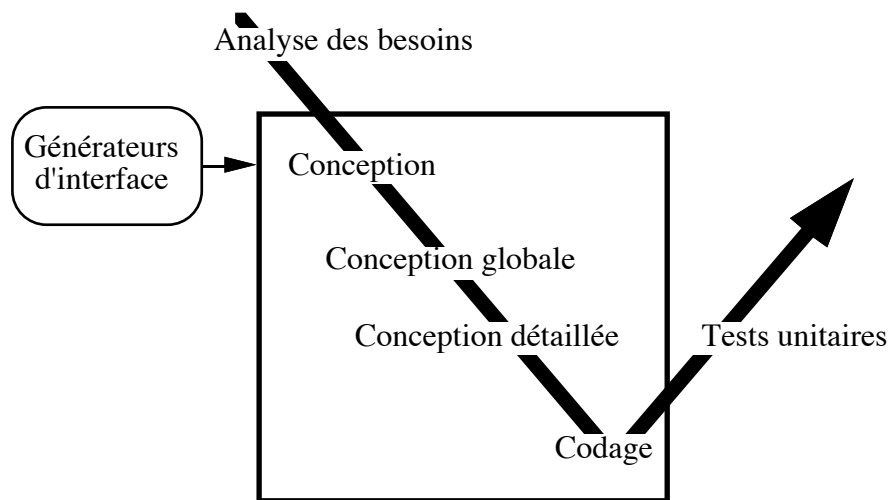 Analyse des besoins
Générateurs
d'interface
Conception
Conception globale
Conception détaillée
Tests unitaires
Codage